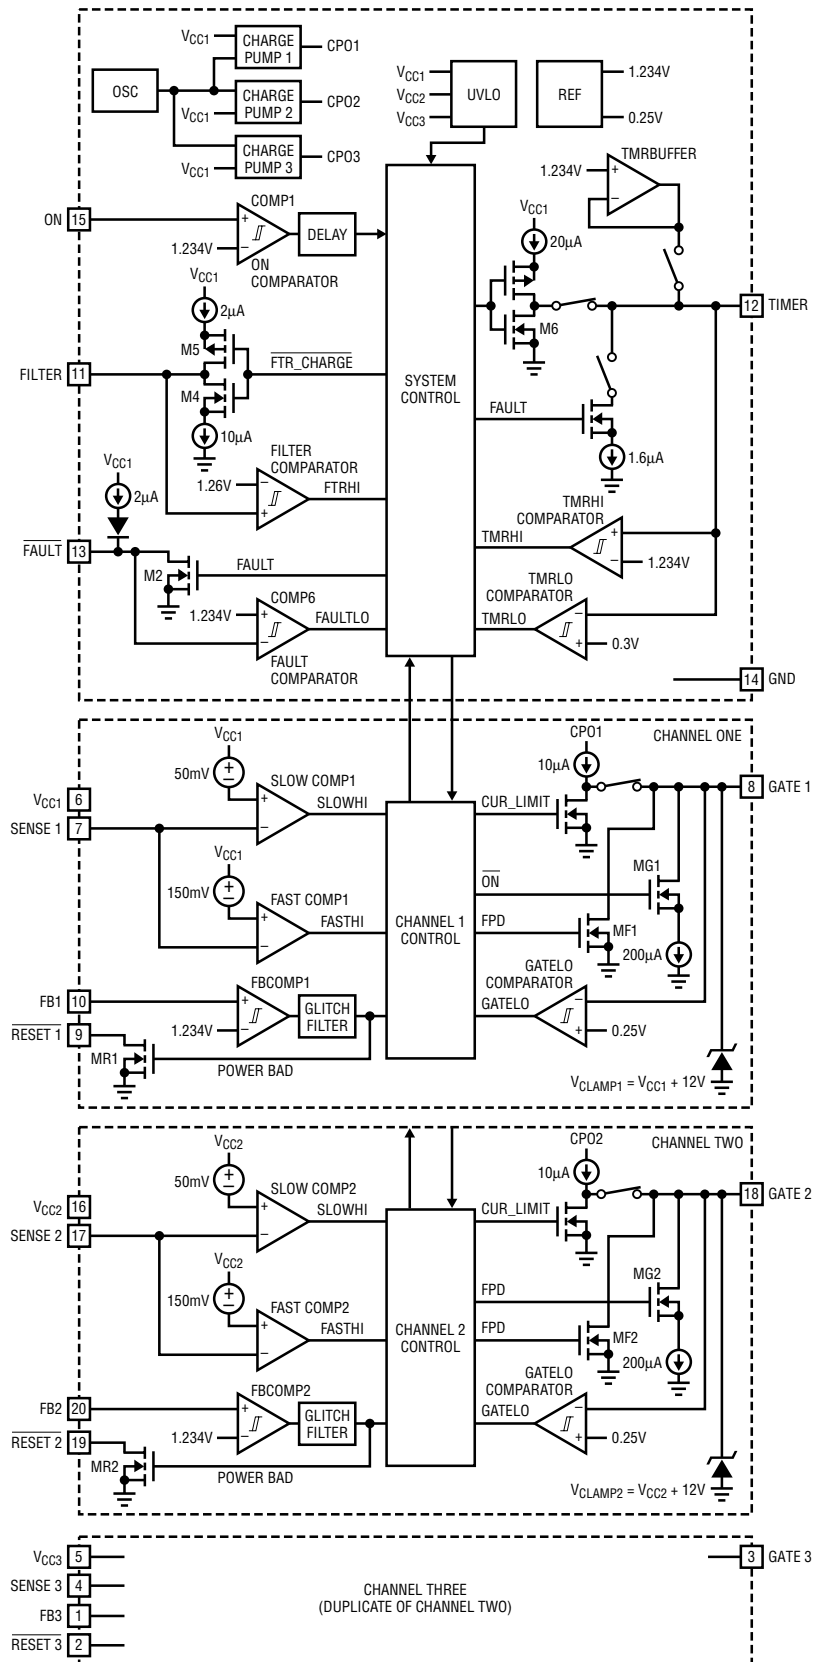 VCC1
CHARGE
PUMP 1
CPO1
OSC
CHARGE
PUMP 2
CPO2
VCC1
CHARGE
PUMP 3
CPO3
VCC1
VCC1
VCC2
VCC3
UVLO
REF
1.234V
0.25V
TMRBUFFER
1.234V
+
−
ON 15
COMP1
+
1.234V −
ON
COMPARATOR
DELAY
VCC1
20µA
M6
12 TIMER
VCC1
2µA
M5
FILTER 11
FTR_CHARGE
M4
10µA
SYSTEM
CONTROL
FAULT
1.6µA
FILTER
COMPARATOR
1.26V −
+
FTRHI
VCC1
2µA
FAULT 13
M2
FAULT
COMP6
1.234V +
−
FAULTLO
FAULT
COMPARATOR
TMRHI
COMPARATOR
+
TMRHI
− 1.234V
TMRLO
COMPARATOR
−
TMRLO
+ 0.3V
14 GND
CHANNEL ONE
VCC1
50mV
+
−
SLOW COMP1
+
SLOWHI
−
VCC1 6
SENSE 1 7
VCC1
150mV
+
−
FAST COMP1
+
FASTHI
−
CHANNEL 1
CONTROL
CPO1
10µA
8 GATE 1
CUR_LIMIT
ON
MG1
FPD
MF1
200µA
FB1 10
FBCOMP1
+
1.234V −
GLITCH
FILTER
RESET 1 9
MR1
POWER BAD
GATELO
COMPARATOR
−
GATELO
+ 0.25V
VCLAMP1 = VCC1 + 12V
CHANNEL TWO
VCC2
50mV
+
−
SLOW COMP2
+
SLOWHI
−
VCC2 16
SENSE 2 17
VCC2
150mV
+
−
FAST COMP2
+
FASTHI
−
CHANNEL 2
CONTROL
CPO2
10µA
18 GATE 2
CUR_LIMIT
MG2
FPD
FPD
MF2
200µA
FB2 20
FBCOMP2
+
1.234V −
GLITCH
FILTER
RESET 2 19
MR2
POWER BAD
GATELO
COMPARATOR
−
GATELO
+ 0.25V
VCLAMP2 = VCC2 + 12V
VCC3 5
SENSE 3 4
FB3 1
RESET 3 2
CHANNEL THREE
(DUPLICATE OF CHANNEL TWO)
3 GATE 3